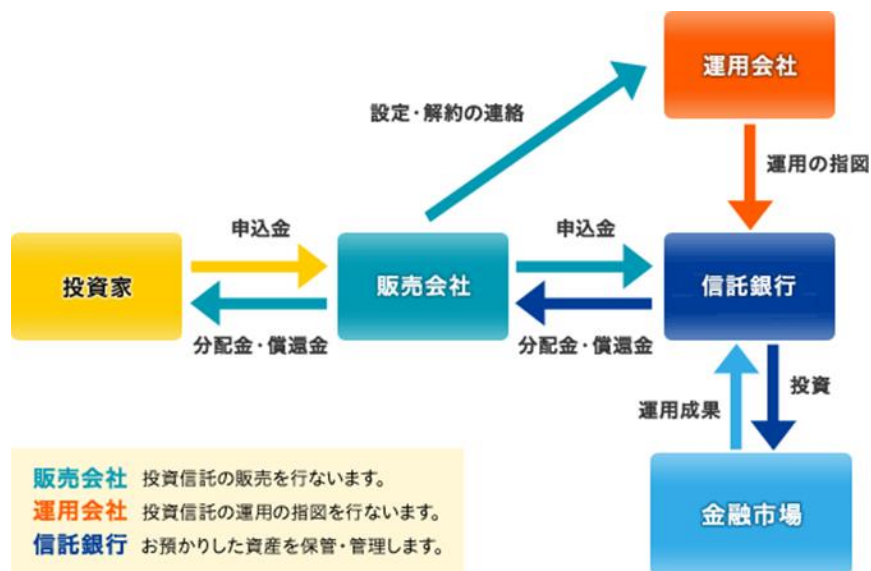 運用会社
設定・解約の連絡
運用の指図
申込金
申込金
投資家
販売会社
信託銀行
分配金・償還金
分配金・償還金
投資
運用成果
金融市場
販売会社 投資信託の販売を行ないます。
運用会社 投資信託の運用の指図を行ないます。
信託銀行 お預かりした資産を保管・管理します。